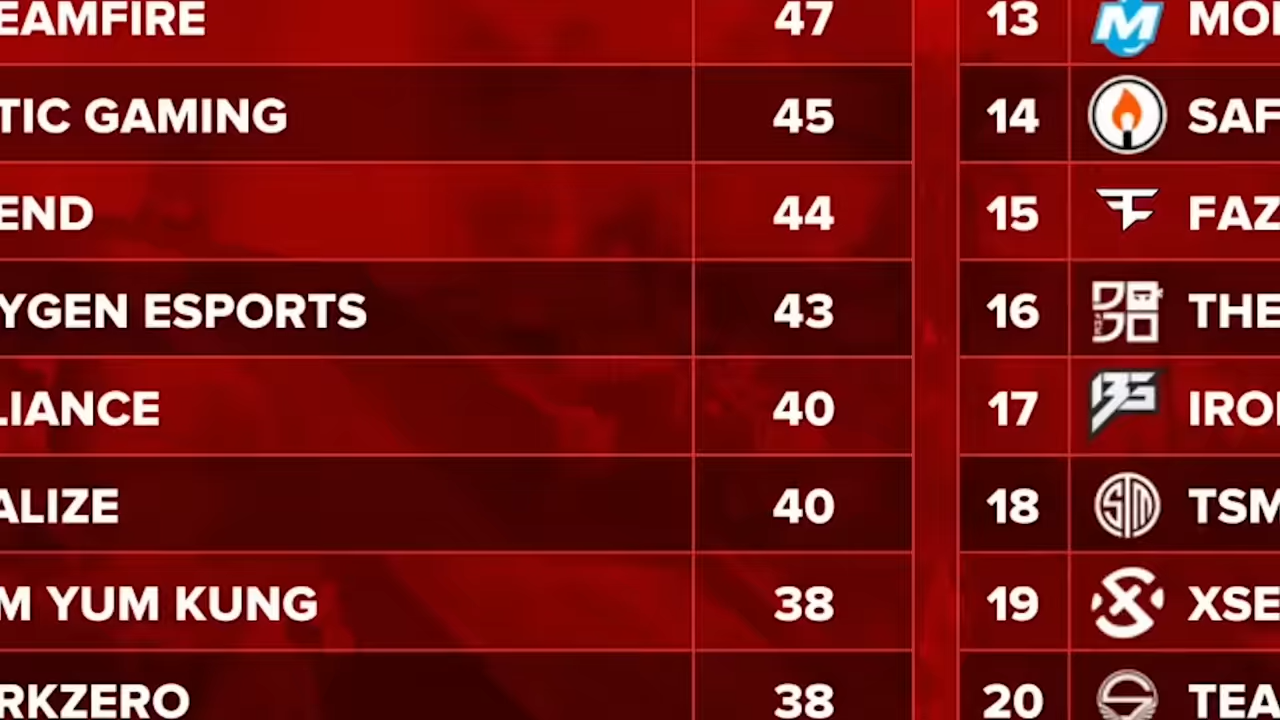 EAMFIRE 47
TIC GAMING 45
END 44
YGEN ESPORTS 43
LIANCE 40
ALIZE 40
M YUM KUNG 38
RKZERO 38
13 M MO
14 SAF
15 FAZ
16 THE
17 IRO
18 TSM TSM
19 XSE
20 TEA